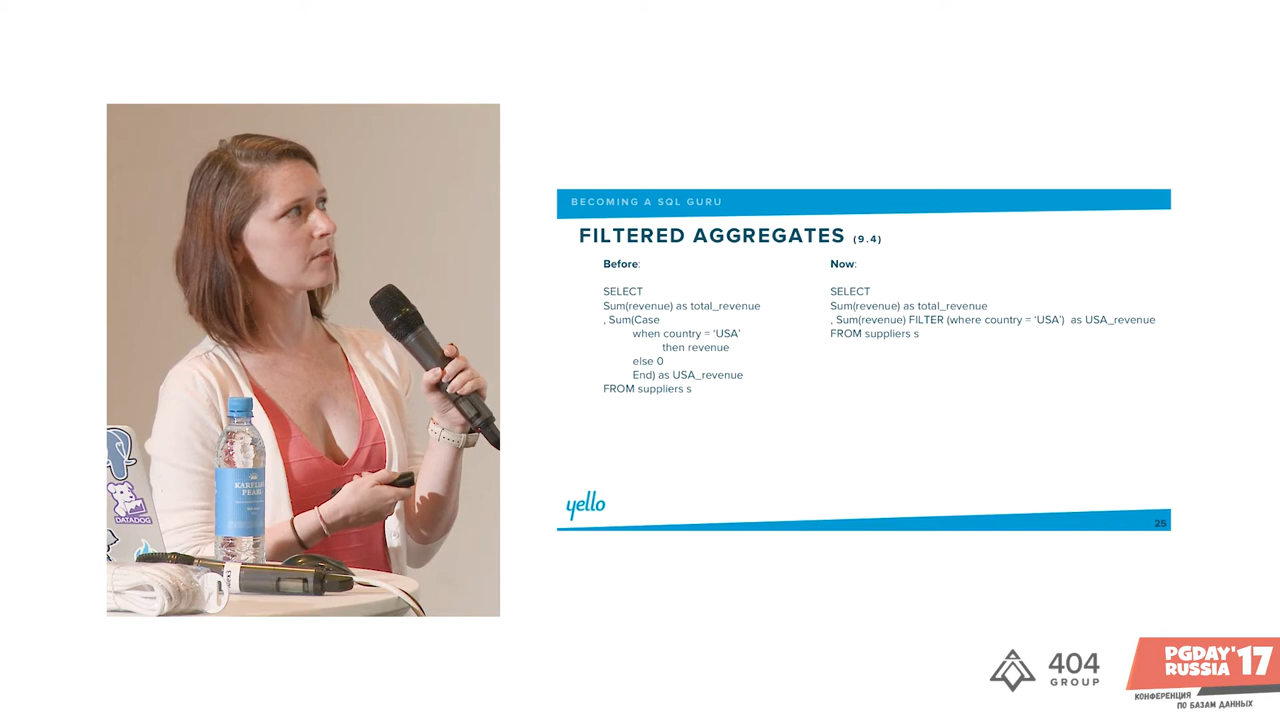 BECOMING A SQL GURU
FILTERED AGGREGATES (9.4)
Before:
SELECT
Sum(revenue) as total_revenue
, Sum(Case
when country = 'USA'
then revenue
else 0
End) as USA_revenue
FROM suppliers s
Now:
SELECT
Sum(revenue) as total_revenue
, Sum(revenue) FILTER (where country = 'USA') as USA_revenue
FROM suppliers s
yello
25
DATADOG
404
GROUP
PGDAY'17
RUSSIA
КОНФЕРЕНЦИЯ
ПО БАЗАМ ДАННЫХ